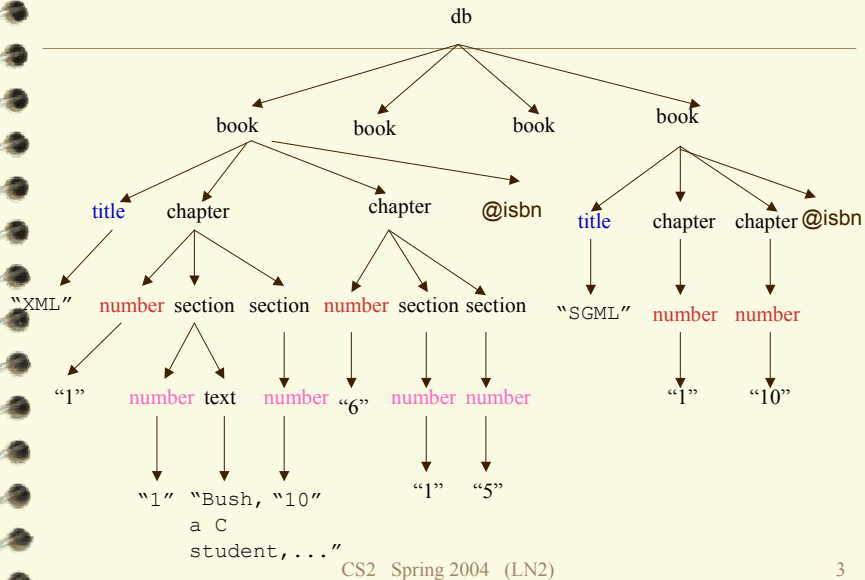 db
book book book book
title chapter chapter @isbn title chapter chapter @isbn
“XML” number section section number section section “SGML” number number
“1” number text number “6” number number “1” “10”
“1” “Bush, “10” “1” “5”
a C
student,...”
CS2 Spring 2004 (LN2) 3